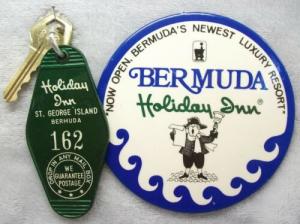 Holiday
Inn
ST. GEORGE ISLAND
BERMUDA
162
DROP IN ANY MAIL BOX
WE
GUARANTEE
POSTAGE
"NOW OPEN. BERMUDA'S NEWEST LUXURY RESORT"
BERMUDA
Holiday Inn®